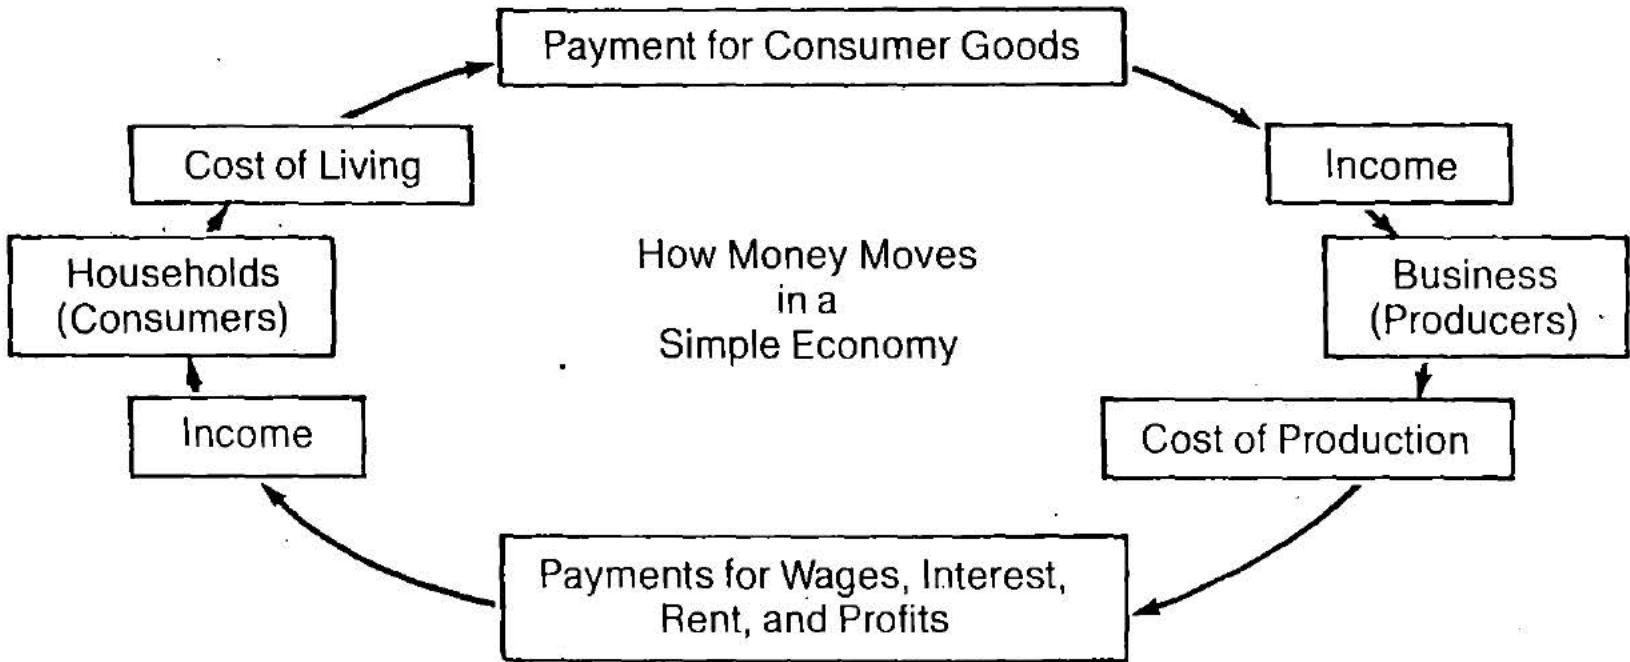 Payment for Consumer Goods
Cost of Living
Income
Households
(Consumers)
How Money Moves
in a
Simple Economy
Business
(Producers)
Income
Cost of Production
Payments for Wages, Interest,
Rent, and Profits